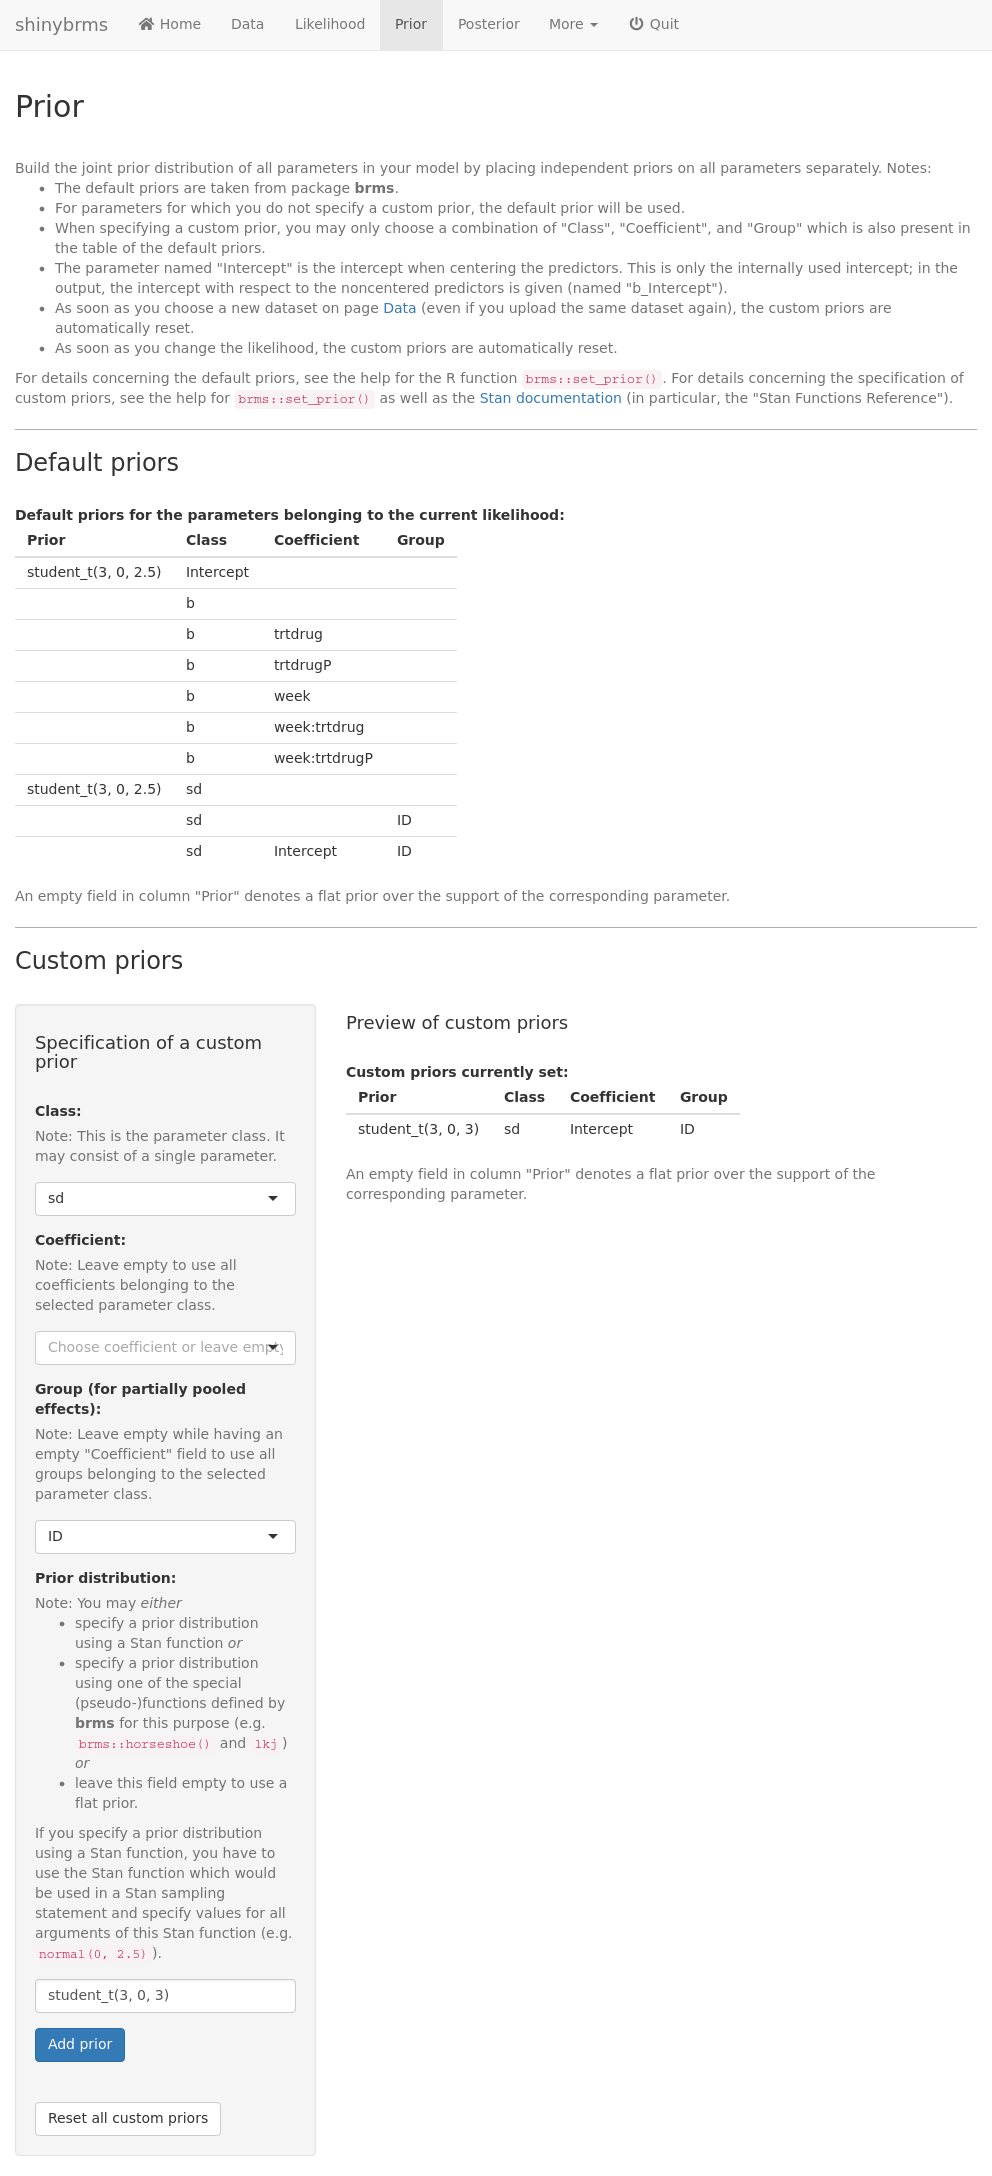 shinybrms Home Data Likelihood Prior Posterior More Quit
Prior
Build the joint prior distribution of all parameters in your model by placing independent priors on all parameters separately. Notes:
• The default priors are taken from package brms.
• For parameters for which you do not specify a custom prior, the default prior will be used.
• When specifying a custom prior, you may only choose a combination of "Class", "Coefficient", and "Group" which is also present in
the table of the default priors.
• The parameter named "Intercept" is the intercept when centering the predictors. This is only the internally used intercept; in the
output, the intercept with respect to the noncentered predictors is given (named "b_Intercept").
• As soon as you choose a new dataset on page Data (even if you upload the same dataset again), the custom priors are
automatically reset.
• As soon as you change the likelihood, the custom priors are automatically reset.
For details concerning the default priors, see the help for the R function brms::set_prior(). For details concerning the specification of
custom priors, see the help for brms::set_prior() as well as the Stan documentation (in particular, the "Stan Functions Reference").
Default priors
Default priors for the parameters belonging to the current likelihood:
Prior Class Coefficient Group
student_t(3, 0, 2.5) Intercept
b
b trtdrug
b trtdrugP
b week
b week:trtdrug
b week:trtdrugP
student_t(3, 0, 2.5) sd
sd ID
sd Intercept ID
An empty field in column "Prior" denotes a flat prior over the support of the corresponding parameter.
Custom priors
Specification of a custom
prior
Class:
Note: This is the parameter class. It
may consist of a single parameter.
sd
Coefficient:
Note: Leave empty to use all
coefficients belonging to the
selected parameter class.
Choose coefficient or leave empty
Group (for partially pooled
effects):
Note: Leave empty while having an
empty "Coefficient" field to use all
groups belonging to the selected
parameter class.
ID
Prior distribution:
Note: You may either
• specify a prior distribution
using a Stan function or
• specify a prior distribution
using one of the special
(pseudo-)functions defined by
brms for this purpose (e.g.
brms::horseshoe() and lkj)
or
• leave this field empty to use a
flat prior.
If you specify a prior distribution
using a Stan function, you have to
use the Stan function which would
be used in a Stan sampling
statement and specify values for all
arguments of this Stan function (e.g.
normal(0, 2.5)).
student_t(3, 0, 3)
Add prior
Reset all custom priors
Preview of custom priors
Custom priors currently set:
Prior Class Coefficient Group
student_t(3, 0, 3) sd Intercept ID
An empty field in column "Prior" denotes a flat prior over the support of the
corresponding parameter.